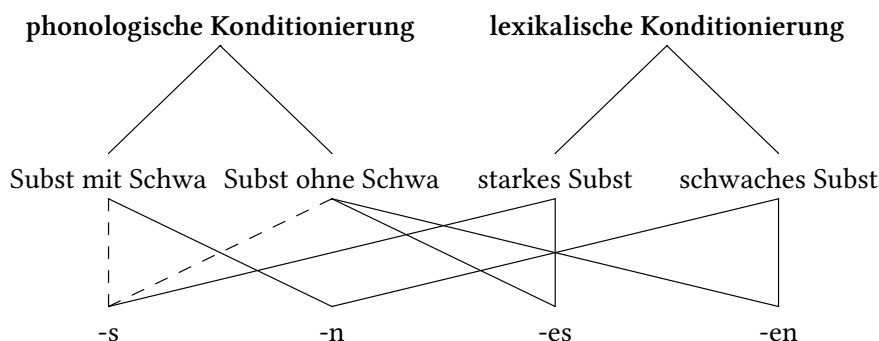 phonologische Konditionierung lexikalische Konditionierung
Subst mit Schwa Subst ohne Schwa starkes Subst schwaches Subst
-s -n -es -en